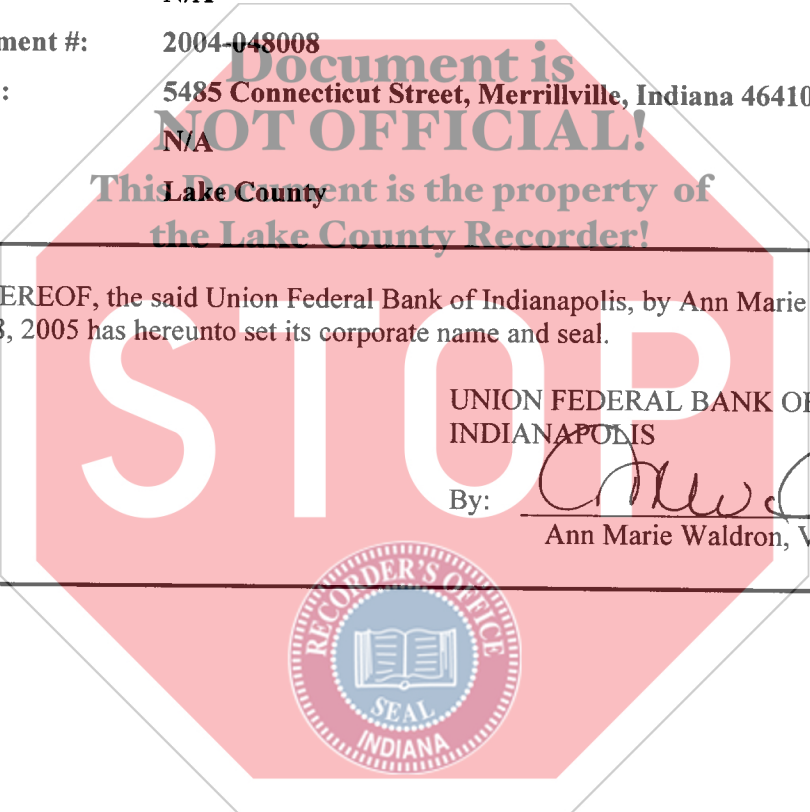 N/A
ment #: 2004-048008
Document is
: 5485 Connecticut Street, Merrillville, Indiana 46410
NOT OFFICIAL!
N/A
This Document is the property of
Lake County
the Lake County Recorder!
EREOF, the said Union Federal Bank of Indianapolis, by Ann Marie
8, 2005 has hereunto set its corporate name and seal.
STOP
UNION FEDERAL BANK OF
INDIANAPOLIS
By:
Ann Marie Waldron, V
RECORDER'S OFFICE
SEAL
INDIANA